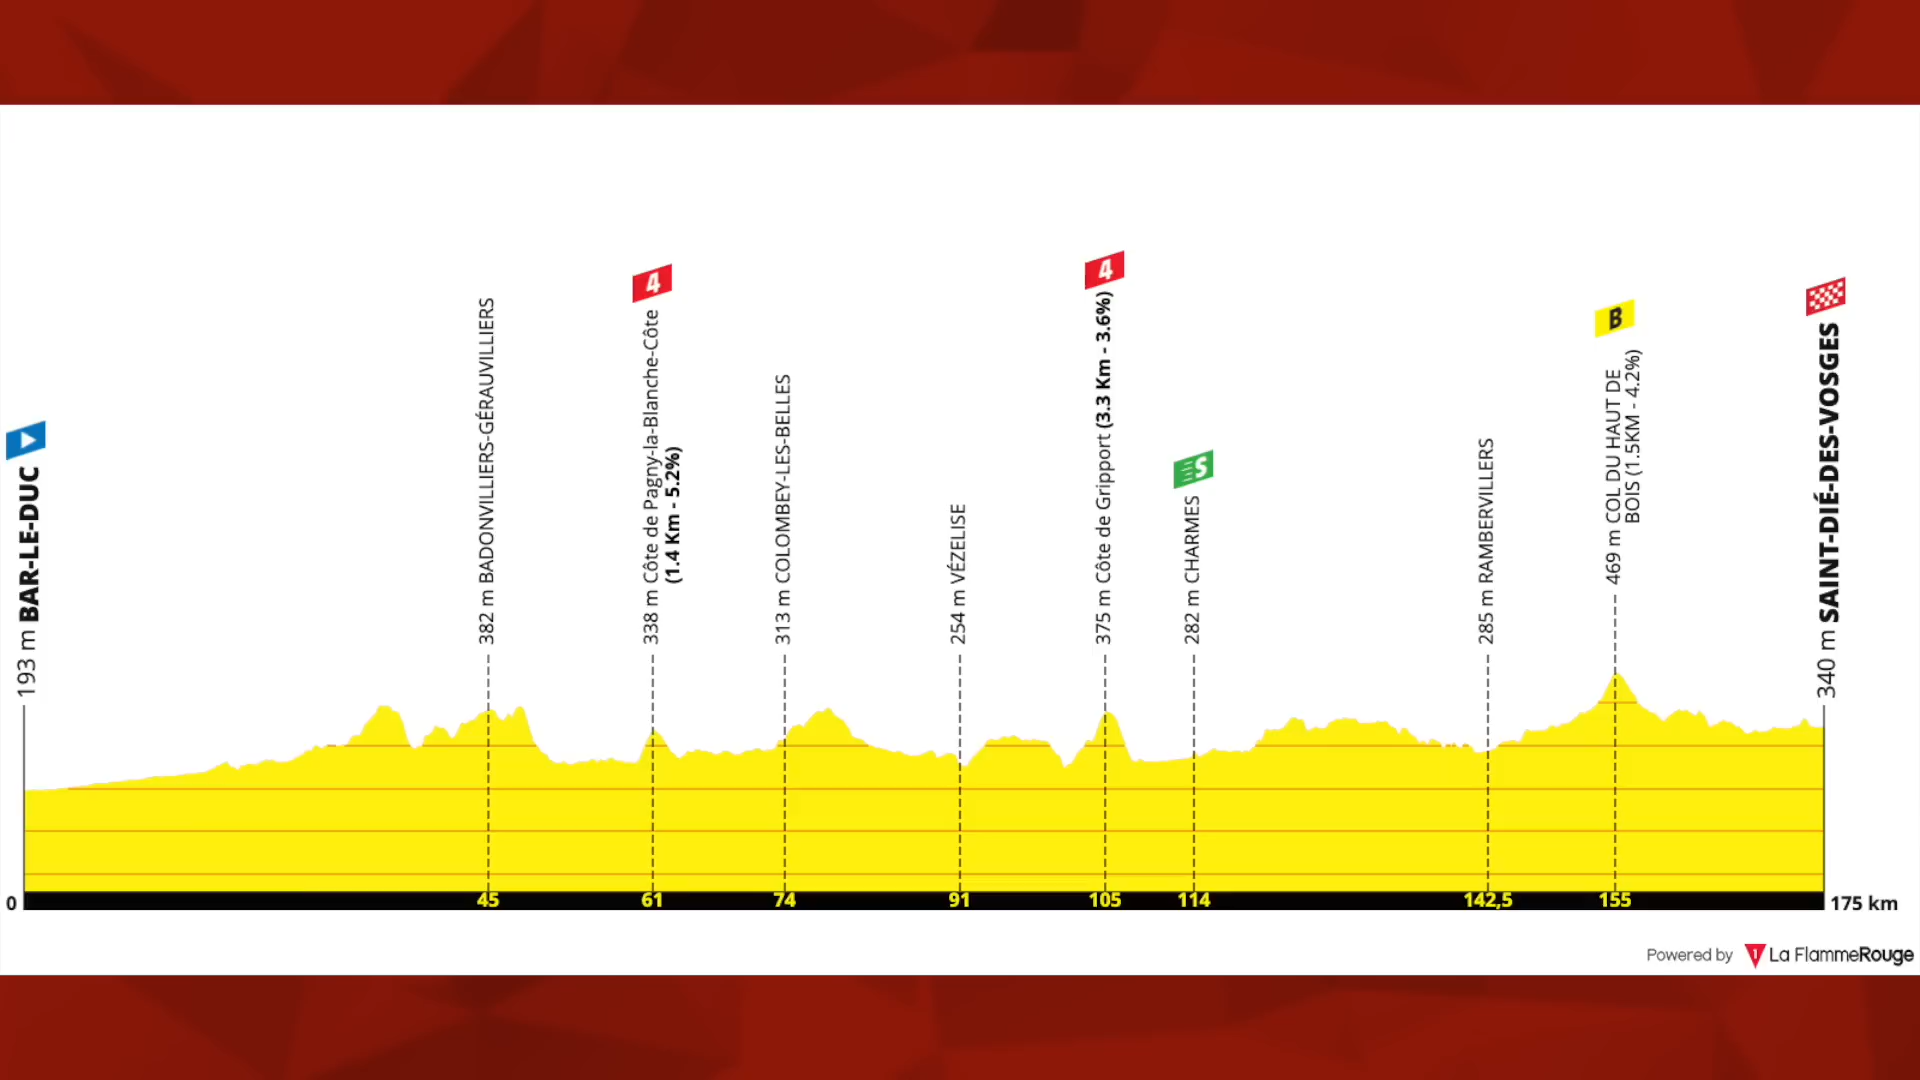 193 m BAR-LE-DUC
382 m BADONVILLIERS-GÉRAUVILLIERS
4
338 m Côte de Pagny-la-Blanche-Côte
(1.4 Km - 5.2%)
313 m COLOMBEY-LES-BELLES
254 m VÉZELISE
4
375 m Côte de Gripport (3.3 Km - 3.6%)
S
282 m CHARMES
285 m RAMBERVILLERS
B
469 m COL DU HAUT DE
BOIS (1.5KM - 4.2%)
340 m SAINT-DIÉ-DES-VOSGES
0 45 61 74 91 105 114 142,5 155 175 km
Powered by 1 La FlammeRouge